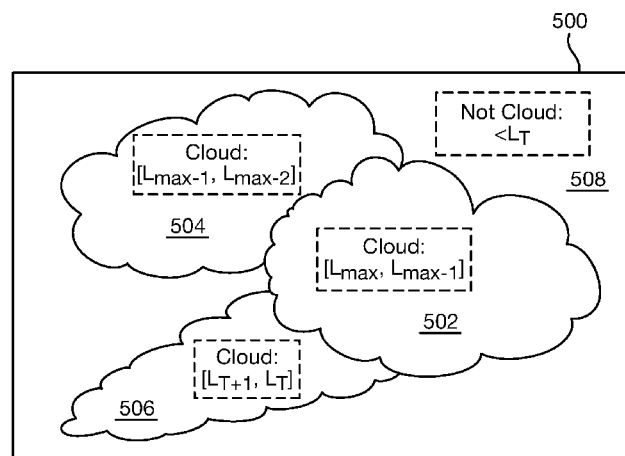 500
Not Cloud:
<L_T
508
Cloud:
[L_max-1, L_max-2]
504
Cloud:
[L_max, L_max-1]
502
Cloud:
[L_T+1, L_T]
506